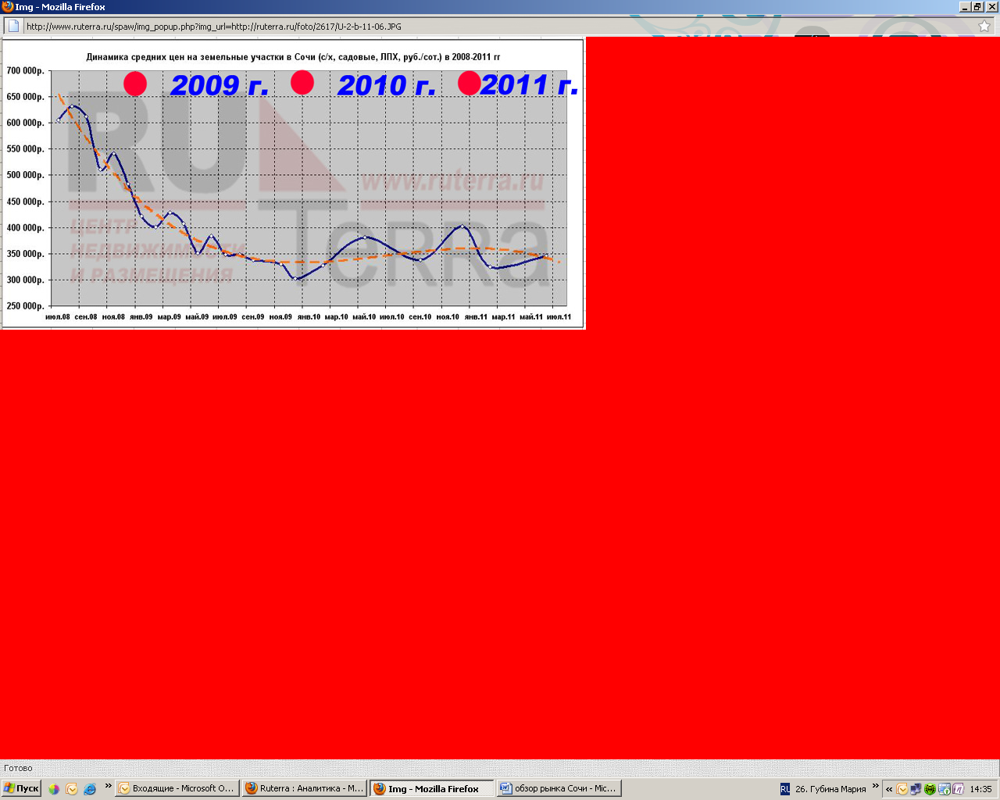 Img - Mozilla Firefox
http://www.ruterra.ru/spaw/img_popup.php?img_url=http://ruterra.ru/foto/2617/U-2-b-11-06.JPG
Динамика средних цен на земельные участки в Сочи (с/х, садовые, ЛПХ, руб./сот.) в 2008-2011 гг
700 000р.
650 000р.
600 000р.
550 000р.
500 000р.
450 000р.
400 000р.
350 000р.
300 000р.
250 000р.
2009 г. 2010 г. 2011 г.
RU
Terra
www.ruterra.ru
ЦЕНТР
НЕДВИЖИМОСТИ
И РАЗМЕЩЕНИЯ
июл.08 сен.08 ноя.08 янв.09 мар.09 май.09 июл.09 сен.09 ноя.09 янв.10 мар.10 май.10 июл.10 сен.10 ноя.10 янв.11 мар.11 май.11 июл.11
Готово
Пуск » Входящие - Microsoft O... Ruterra : Аналитика - M... Img - Mozilla Firefox обзор рынка Сочи - Mic... RU 26. Губина Мария » « 14:35